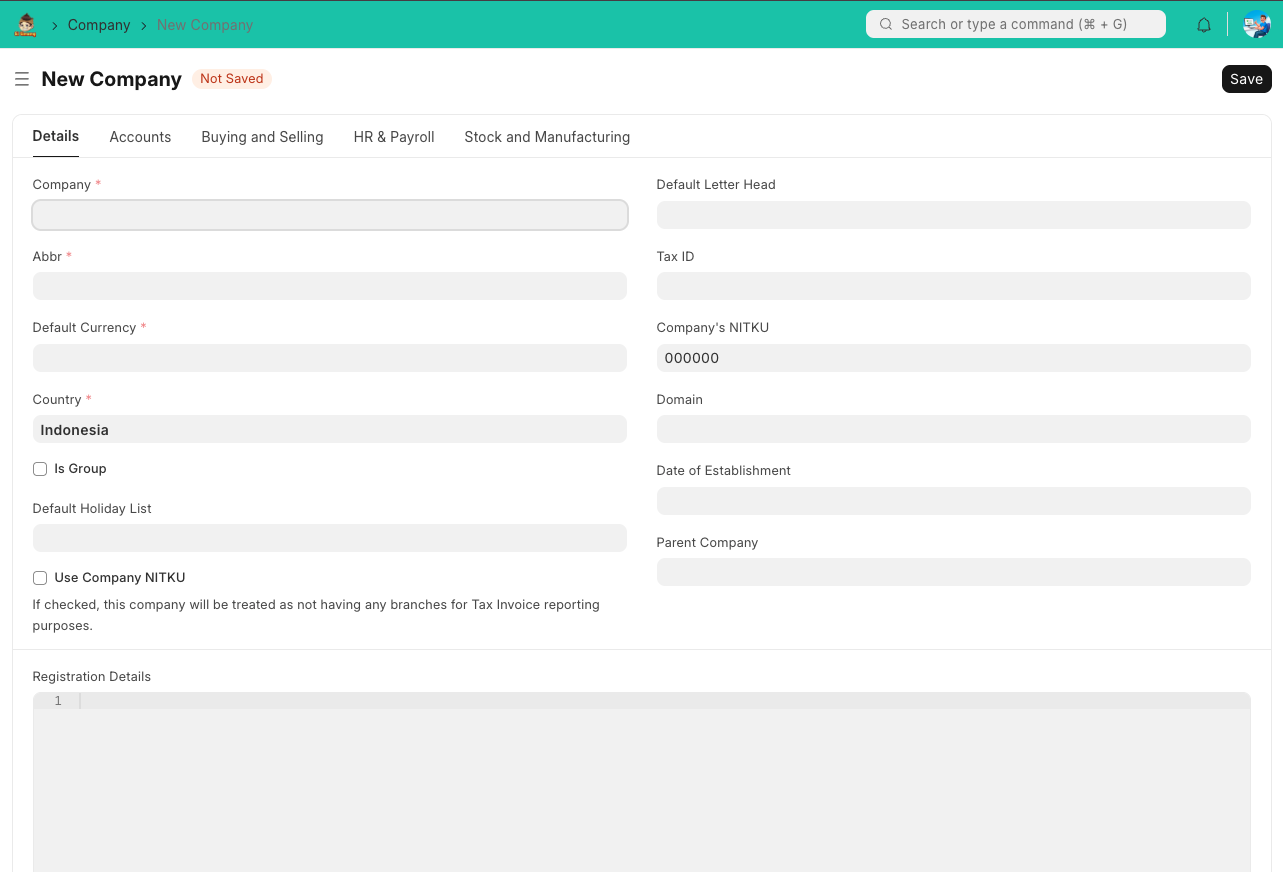 Company
New Company
Search or type a command (⌘ + G)
New Company
Not Saved
Save
Details
Accounts
Buying and Selling
HR & Payroll
Stock and Manufacturing
Company *
Abbr *
Default Currency *
Country *
Indonesia
Is Group
Default Holiday List
Use Company NITKU
If checked, this company will be treated as not having any branches for Tax Invoice reporting
purposes.
Default Letter Head
Tax ID
Company's NITKU
000000
Domain
Date of Establishment
Parent Company
Registration Details
1